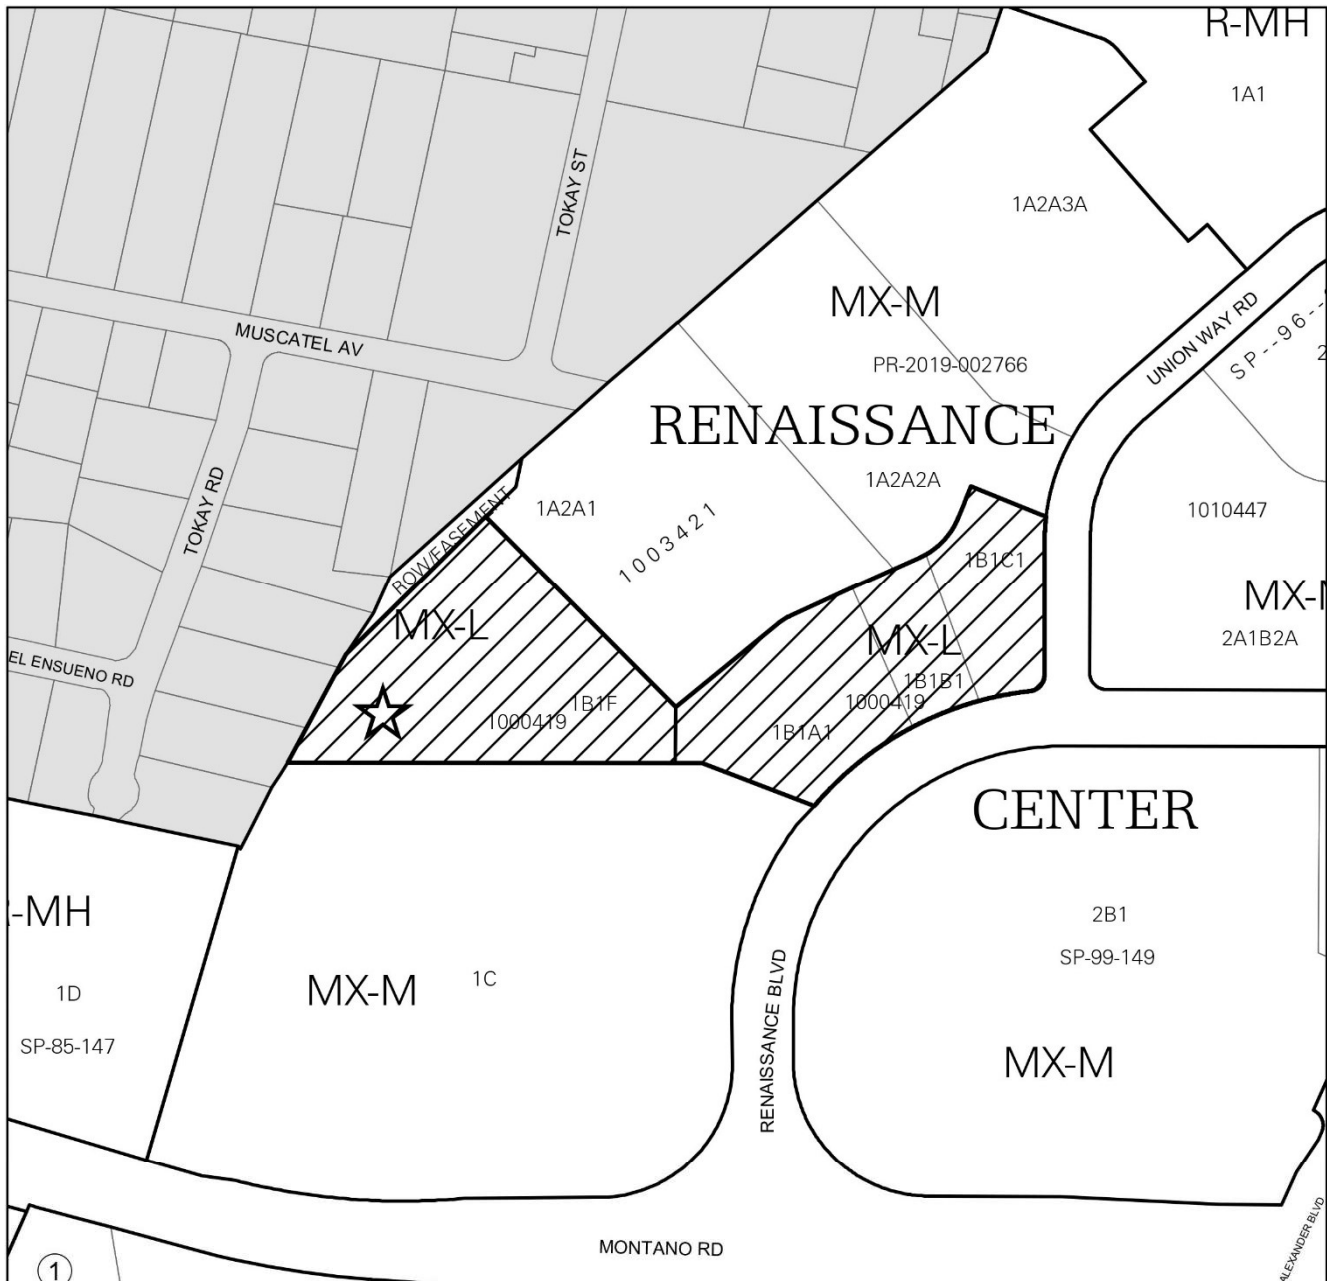 R-MH
1A1
TOKAY ST
1A2A3A
MX-M
UNION WAY RD
SP--96--
2
MUSCATEL AV
PR-2019-002766
RENAISSANCE
1A2A2A
TOKAY RD
ROW/EASEMENT
1A2A1
1003421
1010447
1B1C1
MX-L
MX-L
MX-M
2A1B2A
EL ENSUENO RD
1B1F
1000419
1B1B1
1000419
1B1A1
CENTER
-MH
2B1
SP-99-149
1D
MX-M
1C
SP-85-147
RENAISSANCE BLVD
MX-M
MONTANO RD
ALEXANDER BLVD
1